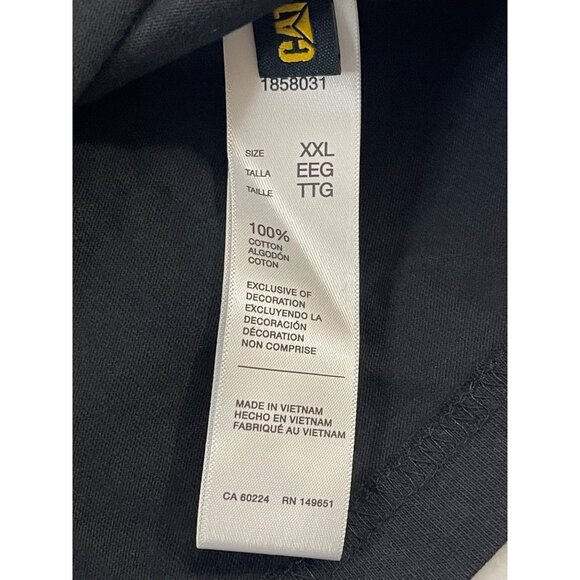 CAT
1858031
SIZE XXL
TALLA EEG
TAILLE TTG
100%
COTTON
ALGODÓN
COTON
EXCLUSIVE OF
DECORATION
EXCLUYENDO LA
DECORACIÓN
DÉCORATION
NON COMPRISE
MADE IN VIETNAM
HECHO EN VIETNAM
FABRIQUÉ AU VIETNAM
CA 60224 RN 149651